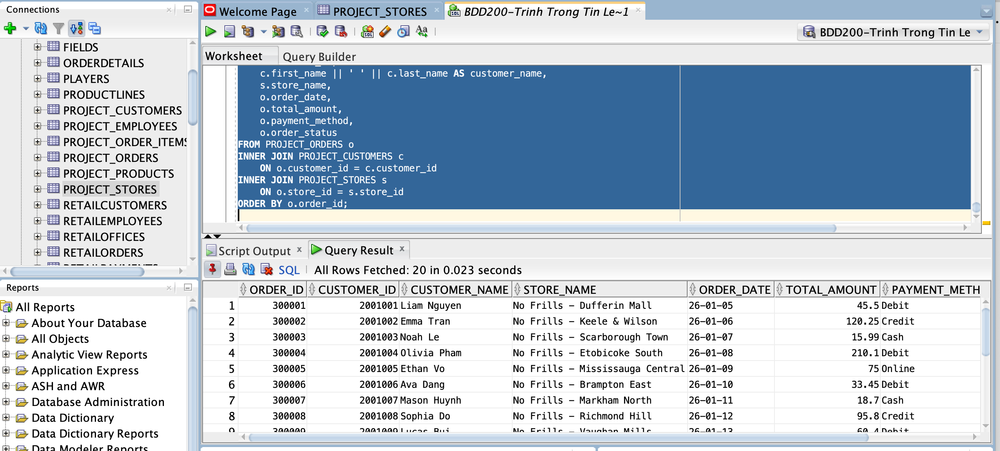 Connections
Welcome Page
PROJECT_STORES
BDD200-Trinh Trong Tin Le~1
BDD200-Trinh Trong Tin Le
FIELDS
ORDERDETAILS
PLAYERS
PRODUCTLINES
PROJECT_CUSTOMERS
PROJECT_EMPLOYEES
PROJECT_ORDER_ITEMS
PROJECT_ORDERS
PROJECT_PRODUCTS
PROJECT_STORES
RETAILCUSTOMERS
RETAILEMPLOYEES
RETAILOFFICES
RETAILORDERS
RETAILPAYMENTS
Reports
All Reports
About Your Database
All Objects
Analytic View Reports
Application Express
ASH and AWR
Database Administration
Data Dictionary
Data Dictionary Reports
Data Modeler Reports
Worksheet Query Builder
c.first_name || ' ' || c.last_name AS customer_name,
s.store_name,
o.order_date,
o.total_amount,
o.payment_method,
o.order_status
FROM PROJECT_ORDERS o
INNER JOIN PROJECT_CUSTOMERS c
ON o.customer_id = c.customer_id
INNER JOIN PROJECT_STORES s
ON o.store_id = s.store_id
ORDER BY o.order_id;
Script Output x Query Result x
SQL All Rows Fetched: 20 in 0.023 seconds
ORDER_ID CUSTOMER_ID CUSTOMER_NAME STORE_NAME ORDER_DATE TOTAL_AMOUNT PAYMENT_METH
1 300001 2001001 Liam Nguyen No Frills - Dufferin Mall 26-01-05 45.5 Debit
2 300002 2001002 Emma Tran No Frills - Keele & Wilson 26-01-06 120.25 Credit
3 300003 2001003 Noah Le No Frills - Scarborough Town 26-01-07 15.99 Cash
4 300004 2001004 Olivia Pham No Frills - Etobicoke South 26-01-08 210.1 Debit
5 300005 2001005 Ethan Vo No Frills - Mississauga Central 26-01-09 75 Online
6 300006 2001006 Ava Dang No Frills - Brampton East 26-01-10 33.45 Debit
7 300007 2001007 Mason Huynh No Frills - Markham North 26-01-11 18.7 Cash
8 300008 2001008 Sophia Do No Frills - Richmond Hill 26-01-12 95.8 Credit
9 300009 2001009 Lucas Bui No Frills - Vaughan Mills 26-01-13 60.4 Debit